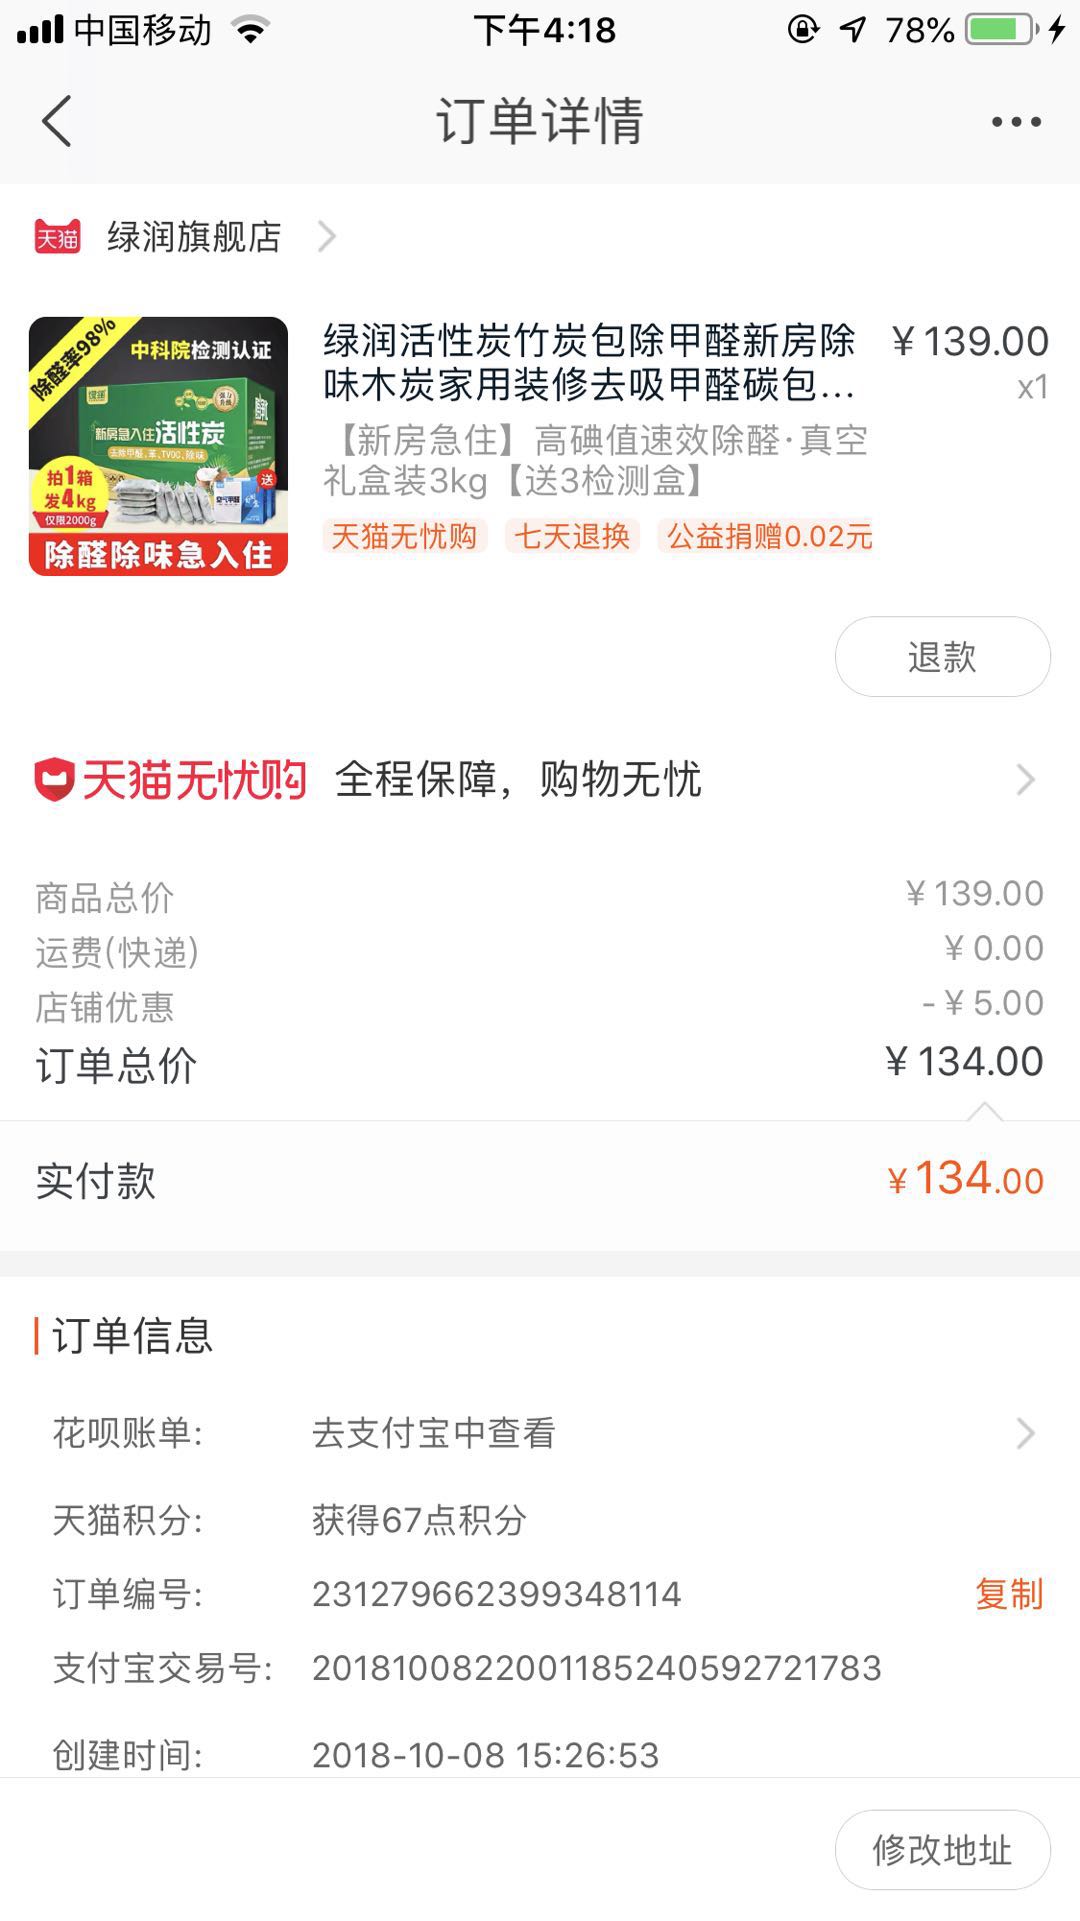 中国移动
下午4:18
78%
订单详情
天猫
绿润旗舰店
除醛率98%
中科院检测认证
绿润
新房急入住活性炭
去除甲醛、苯、TVOC、除味
拍1箱
发4kg
仅限2000g
送
除醛除味急入住
绿润活性炭竹炭包除甲醛新房除
味木炭家用装修去吸甲醛碳包...
¥139.00
x1
【新房急住】高碘值速效除醛·真空
礼盒装3kg【送3检测盒】
天猫无忧购 七天退换 公益捐赠0.02元
退款
天猫无忧购 全程保障，购物无忧
商品总价 ¥139.00
运费(快递) ¥0.00
店铺优惠 -¥5.00
订单总价 ¥134.00
实付款 ¥134.00
订单信息
花呗账单: 去支付宝中查看
天猫积分: 获得67点积分
订单编号: 231279662399348114 复制
支付宝交易号: 2018100822001185240592721783
创建时间: 2018-10-08 15:26:53
修改地址